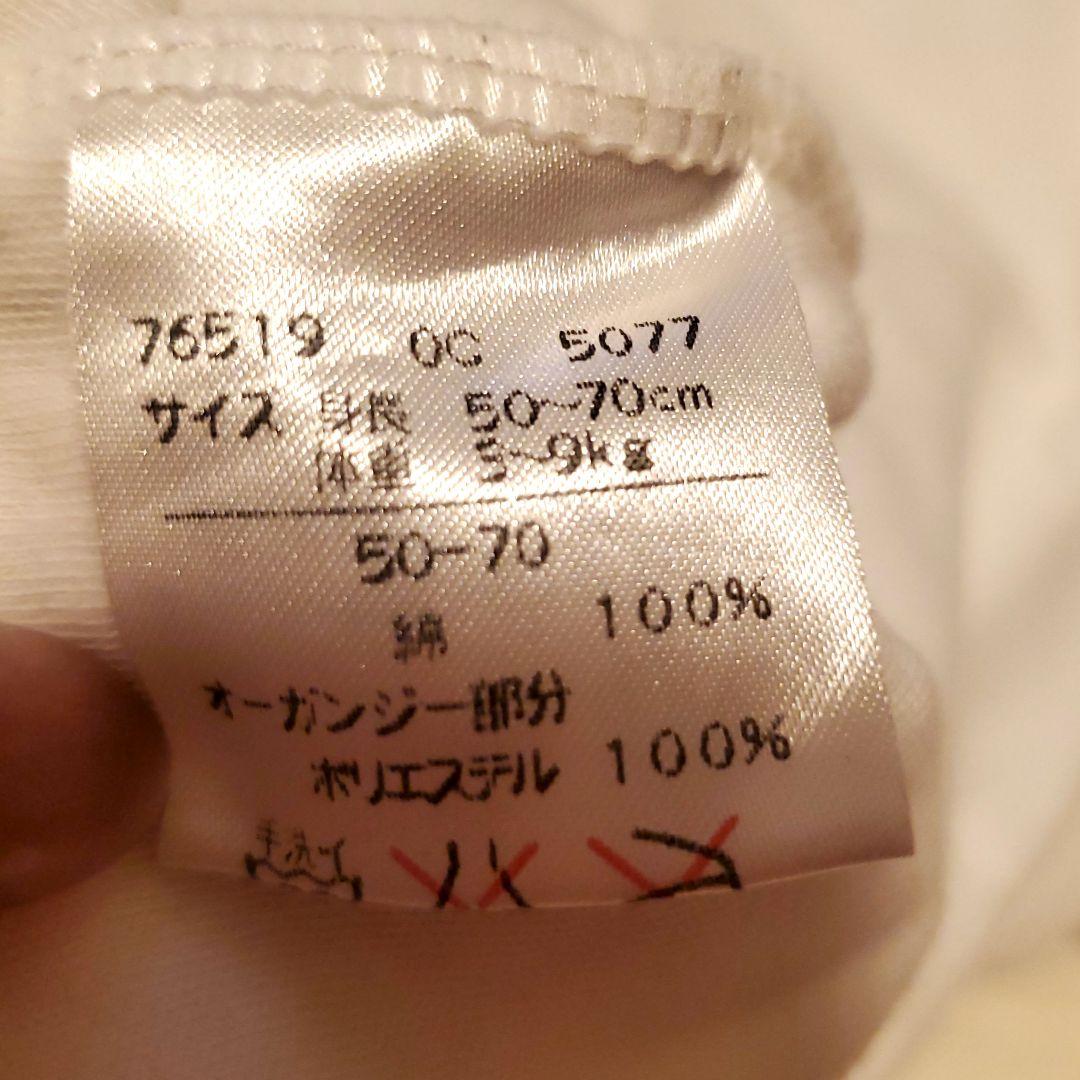 76519 0C 5077
サイズ 身長 50~70cm
体重 5~9kg
50-70
綿 100%
オーガンジー部分
ポリエステル 100%
手洗イ